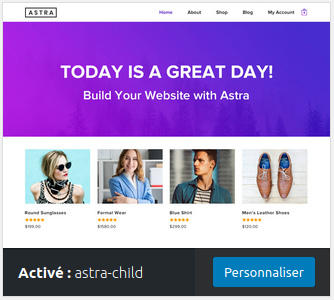 ASTRA
Home About Shop Blog My Account
TODAY IS A GREAT DAY!
Build Your Website with Astra
Round Sunglasses Formal Wear Blue Shirt Men's Leather Shoes
$199.00 $1580.00 $299.00 $120.00
Activé : astra-child Personnaliser